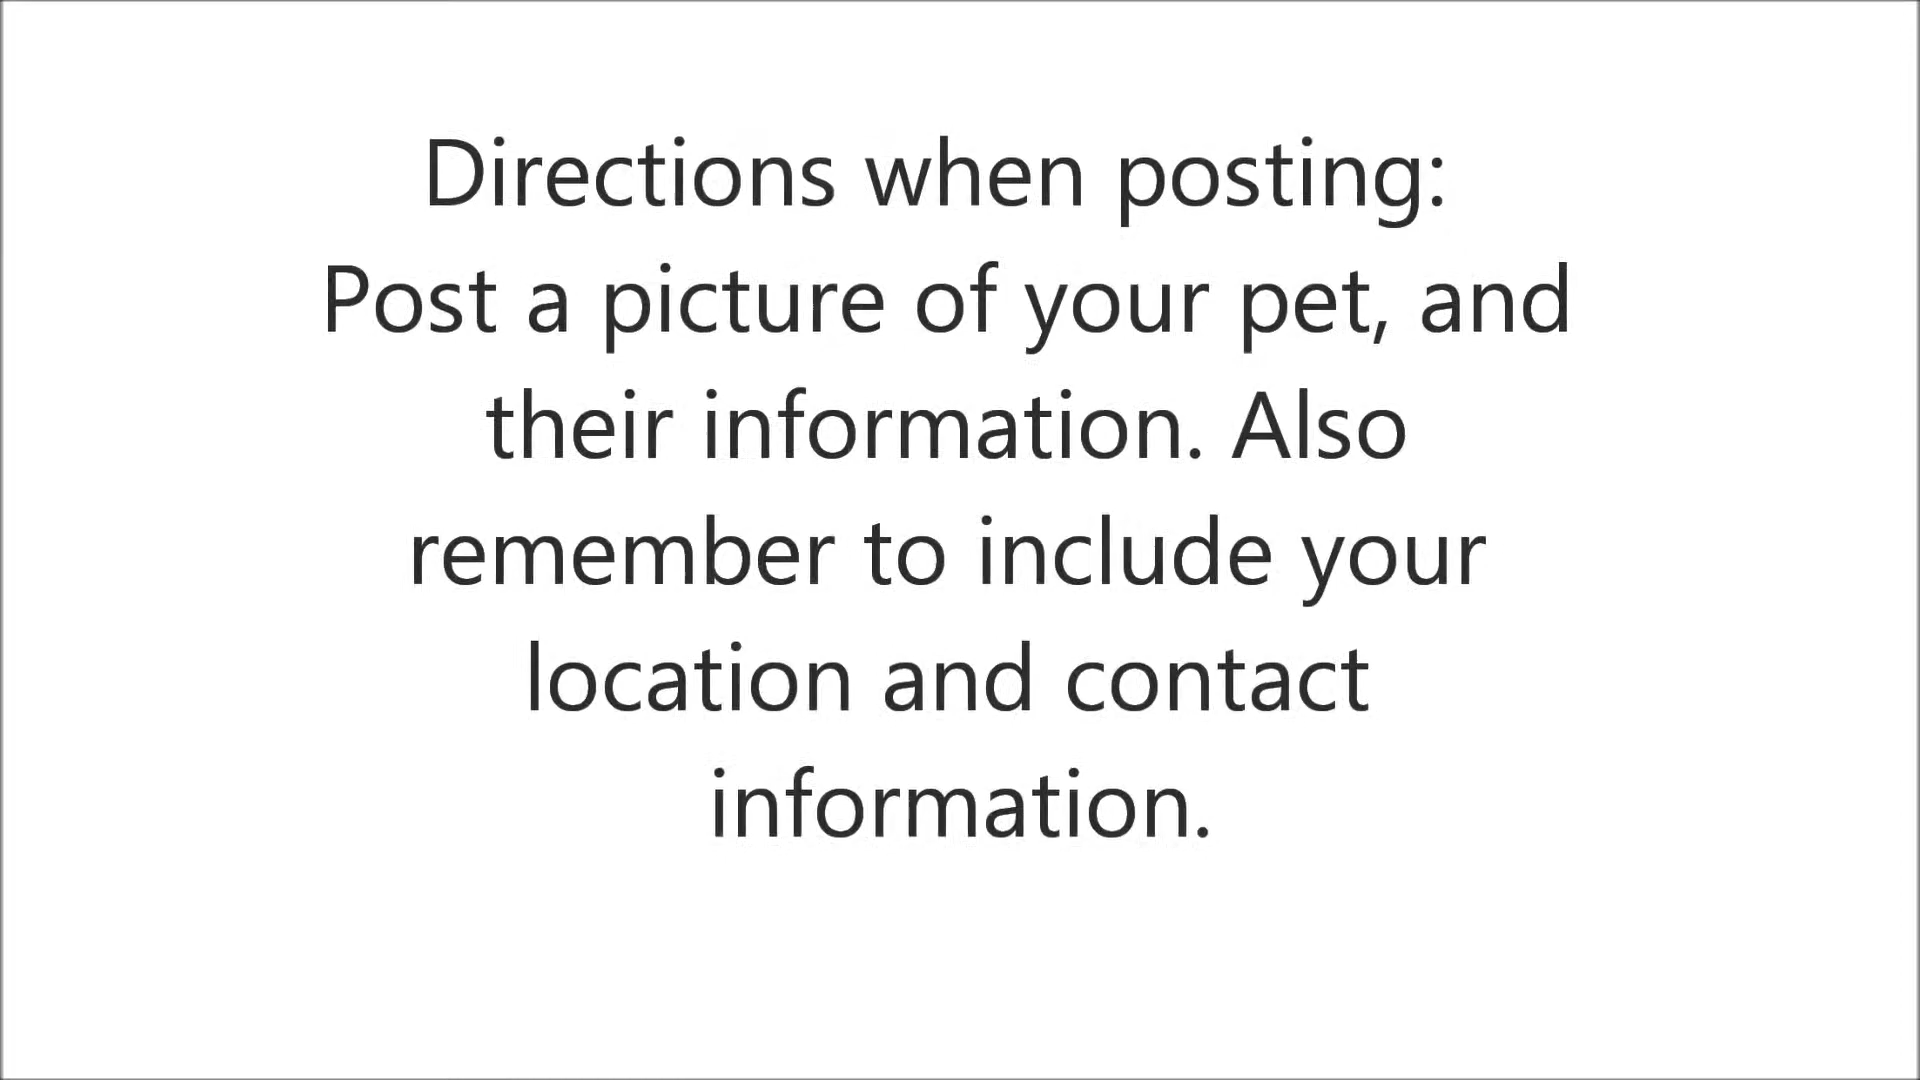 Directions when posting:
Post a picture of your pet, and
their information. Also
remember to include your
location and contact
information.